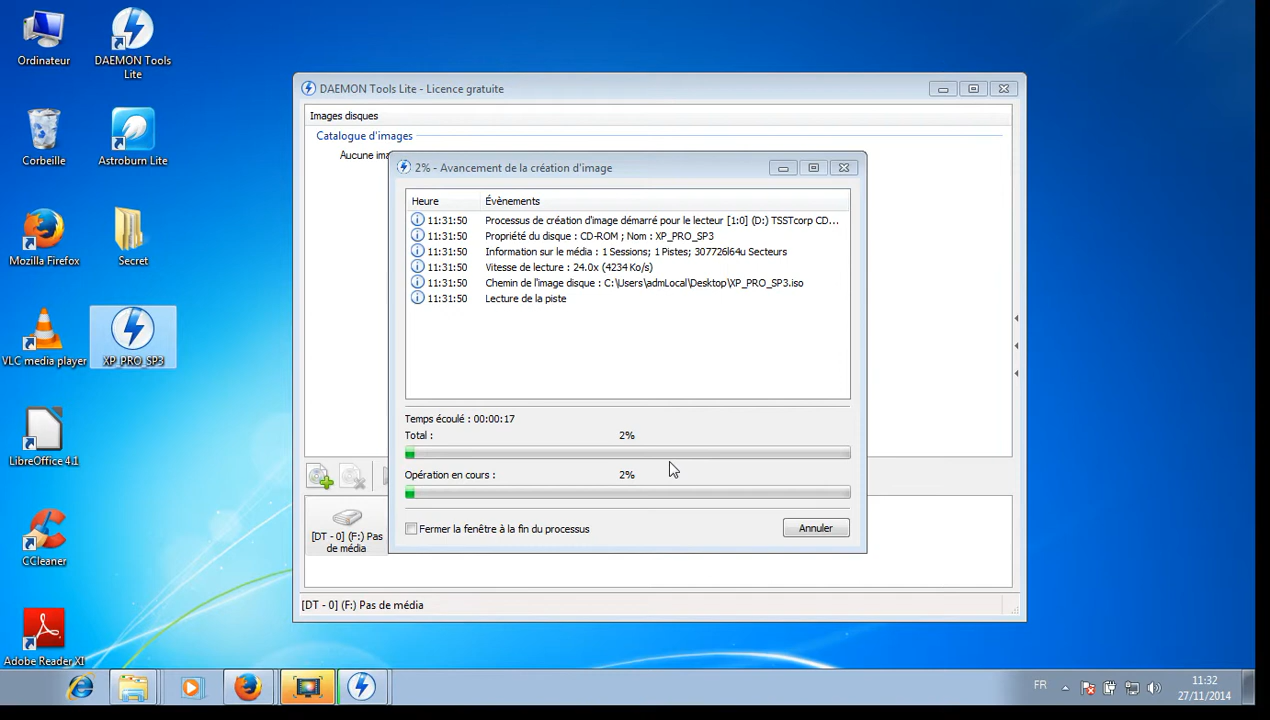 Ordinateur
DAEMON Tools
Lite
Corbeille
Astroburn Lite
Mozilla Firefox
Secret
VLC media player
XP_PRO_SP3
LibreOffice 4.1
CCleaner
Adobe Reader XI
DAEMON Tools Lite - Licence gratuite
Images disques
Catalogue d'images
Aucune ima
2% - Avancement de la création d'image
Heure Évènements
11:31:50 Processus de création d'image démarré pour le lecteur [1:0] (D:) TSSTcorp CD...
11:31:50 Propriété du disque : CD-ROM ; Nom : XP_PRO_SP3
11:31:50 Information sur le média : 1 Sessions; 1 Pistes; 307726l64u Secteurs
11:31:50 Vitesse de lecture : 24.0x (4234 Ko/s)
11:31:50 Chemin de l'image disque : C:\Users\admLocal\Desktop\XP_PRO_SP3.iso
11:31:50 Lecture de la piste
Temps écoulé : 00:00:17
Total : 2%
Opération en cours : 2%
Fermer la fenêtre à la fin du processus
Annuler
[DT - 0] (F:) Pas
de média
[DT - 0] (F:) Pas de média
FR
11:32
27/11/2014